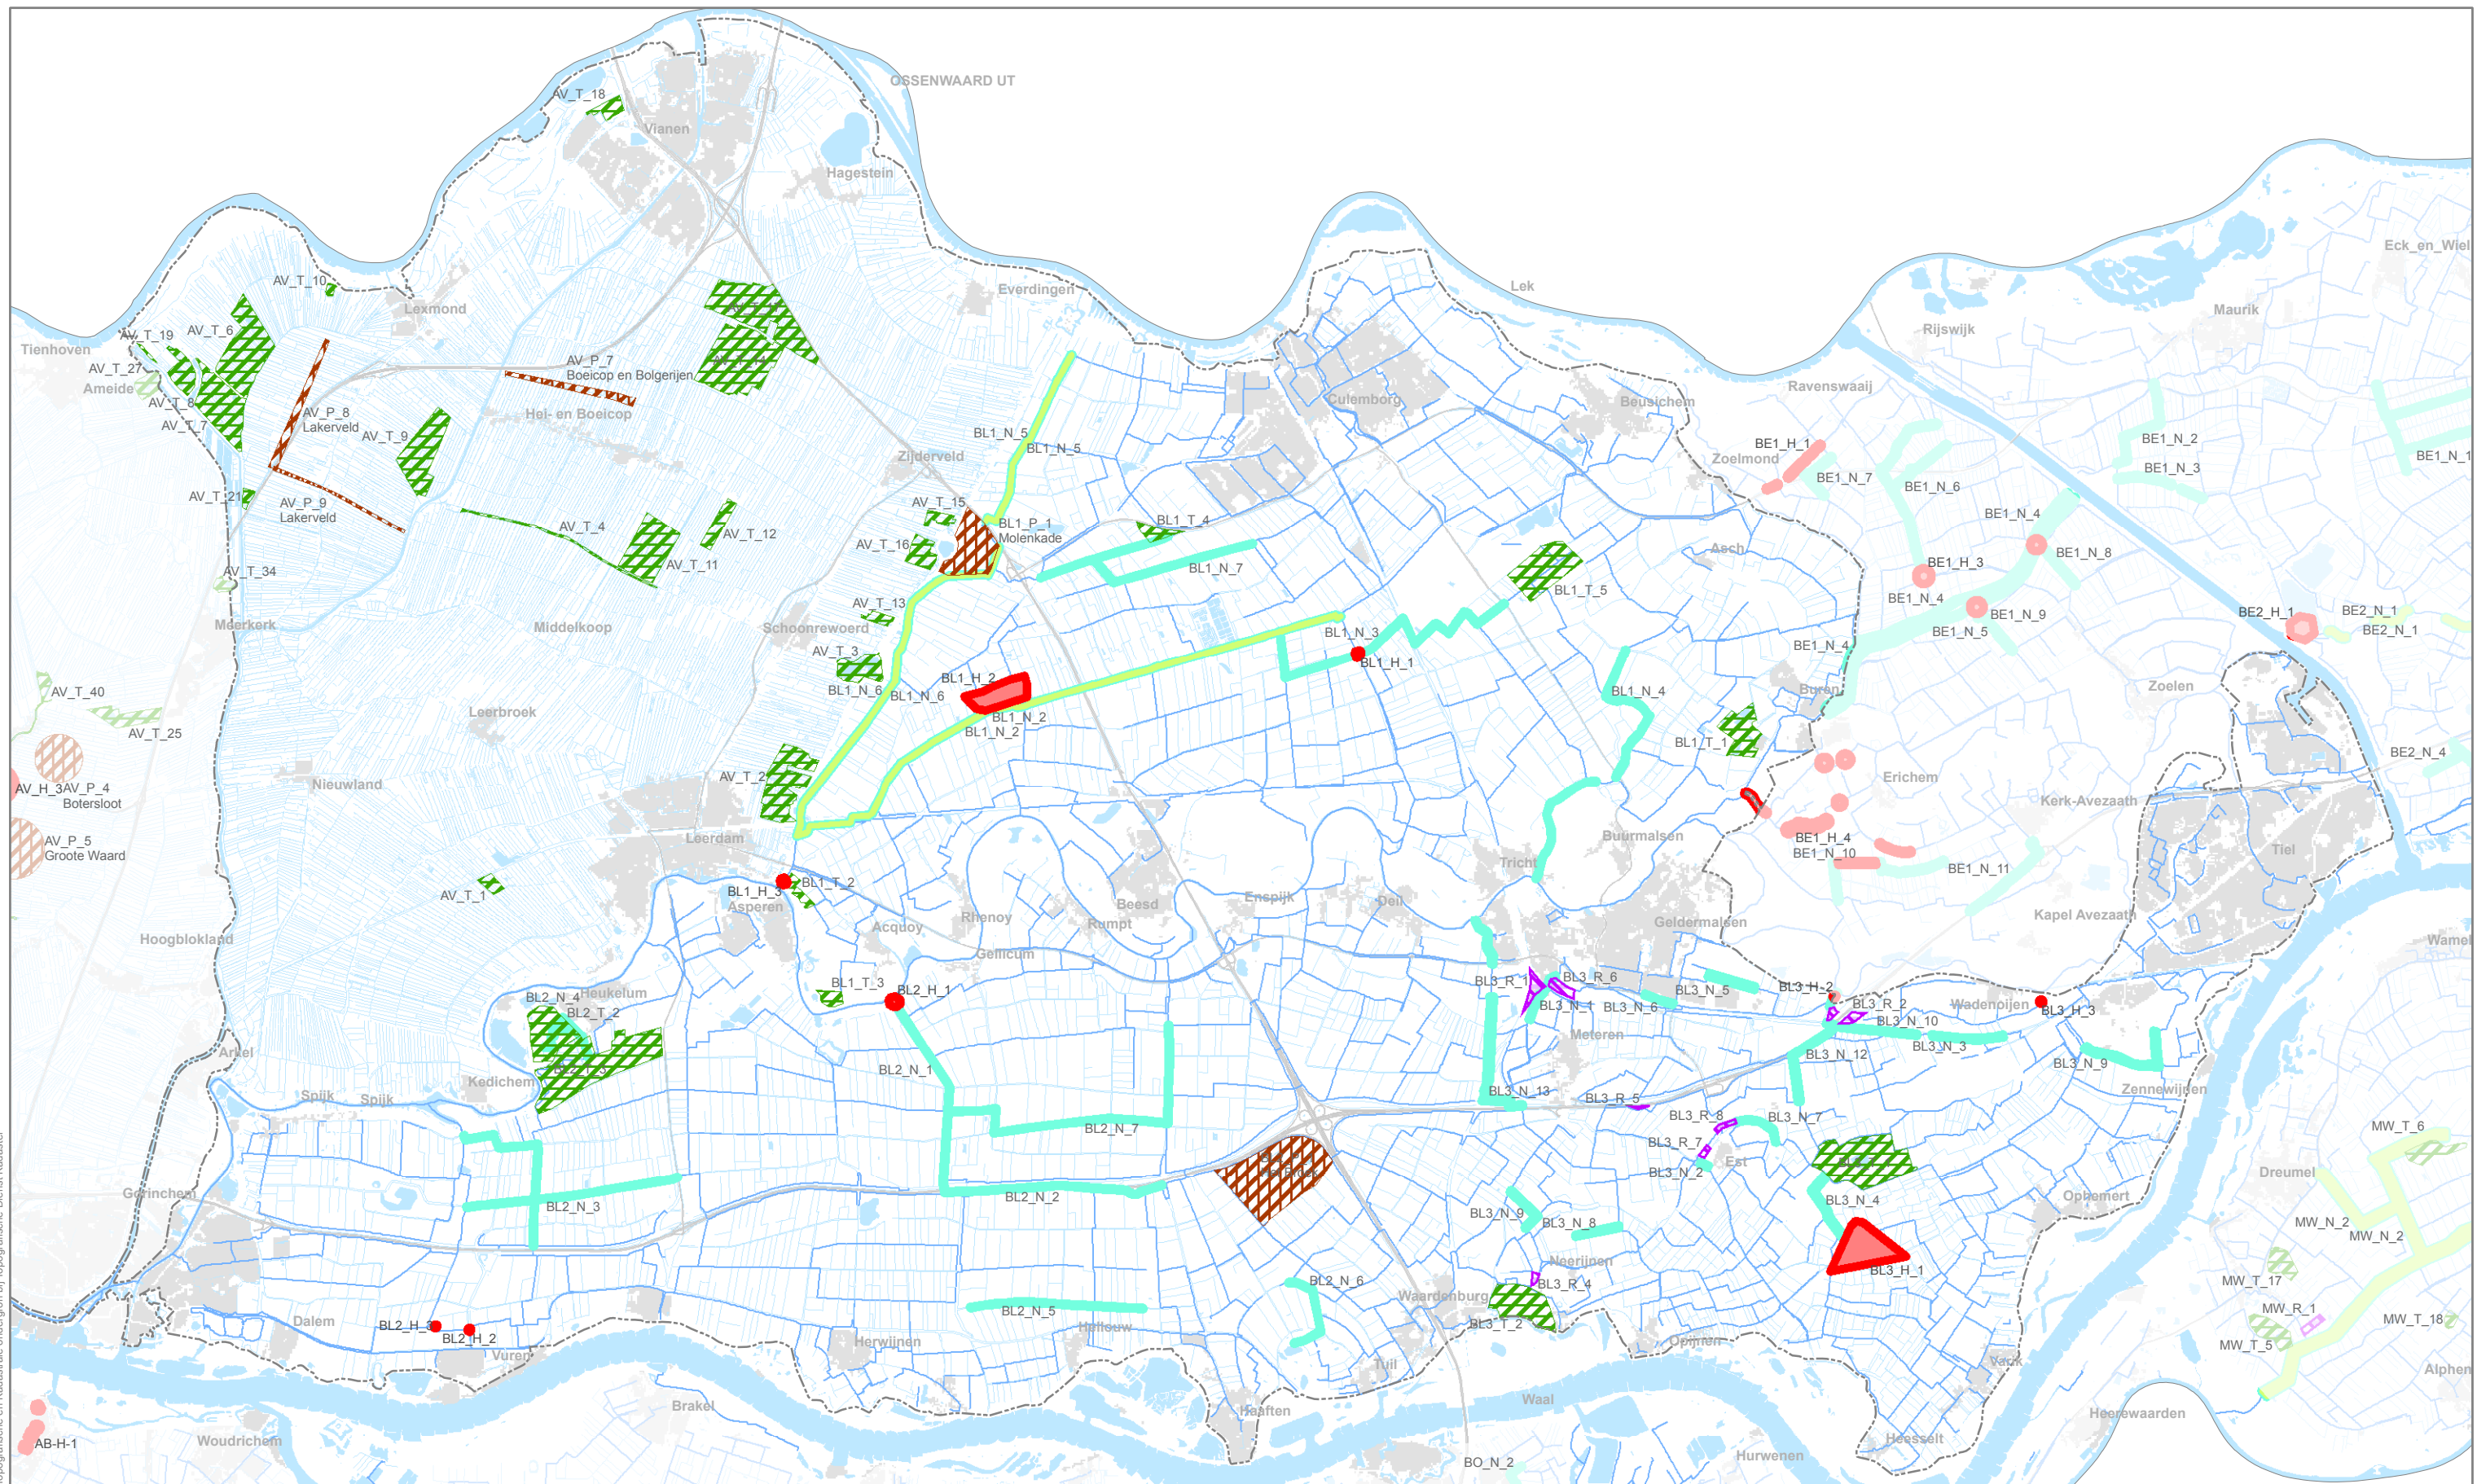 OSSENWAARD UT
AV_T_18
Vianen
Hagestein
Eck_en_Wiel
AV_T_10
Everdingen
Lek
Lexmond
Maurik
AV_T_19
AV_T_6
Rijswijk
Tienhoven
AV_T_27
Ameide
AV_P_7
Boeicop en Bolgerijen
AV_T_14
Ravenswaaij
AV_T_8
AV_T_7
AV_P_8
Lakerveld
Hei- en Boeicop
Culemborg
Beusichem
AV_T_9
BL1_N_5
BL1_N_5
BE1_H_1
Zoelmond
BE1_N_2
BE1_N_3
BE1_N_1
Zijderveld
BE1_N_7
BE1_N_6
AV_T_21
AV_P_9
Lakerveld
AV_T_4
AV_T_12
AV_T_15
BL1_P_1
Molenkade
BL1_T_4
BE1_N_4
AV_T_16
AV_T_11
BL1_N_7
Asch
BE1_N_8
AV_T_34
BL1_T_5
BE1_H_3
BE1_N_4
AV_T_13
BE1_N_9
BE2_H_1
BE2_N_1
BE2_N_1
Meerkerk
Middelkoop
Schoonrewoerd
BL1_N_3
BE1_N_5
BE1_N_4
AV_T_3
BL1_H_1
BL1_H_2
BL1_N_6
BL1_N_6
BL1_N_4
Buren
Zoelen
AV_T_40
Leerbroek
BL1_N_2
BL1_N_2
AV_T_25
BL1_T_1
BE2_N_4
AV_T_2
Nieuwland
Erichem
AV_H_3
AV_P_4
Botersloot
Kerk-Avezaath
AV_P_5
Groote Waard
Leerdam
Buurmalsen
BE1_H_4
BE1_N_10
Tiel
Tricht
BE1_N_11
AV_T_1
BL1_H_3
BL1_T_2
Asperen
Beesd
Enspijk
Deil
Rhenoy
Rumpt
Acquoy
Geldermalsen
Kapel Avezaath
Hoogblokland
Gellicum
Wamel
BL1_T_3
BL2_H_1
BL3_R_1
BL3_R_6
BL3_N_5
BL3_H_2
BL3_R_2
Wadenoijen
BL3_H_3
BL2_N_4
Heukelum
BL2_T_2
BL3_N_1
BL3_N_6
BL3_N_10
Meteren
BL3_N_3
Arkel
BL3_N_12
BL3_N_9
BL2_N_1
Kedichem
Zennewijnen
Spijk
Spijk
BL3_N_13
BL3_R_5
BL2_N_7
BL3_R_8
BL3_N_7
MW_T_6
BL3_R_7
Est
BL3_N_2
Dreumel
Gorinchem
BL2_N_3
BL2_N_2
BL3_N_4
Ophemert
BL3_N_9
BL3_N_8
MW_N_2
MW_N_2
Neerijnen
BL3_H_1
BL2_N_6
BL3_R_4
MW_T_17
Waardenburg
BL2_N_5
MW_R_1
Dalem
BL2_H_3
BL2_H_2
Hellouw
BL3_T_2
MW_T_18
Herwijnen
Opijnen
MW_T_5
Vuren
Tuil
Varik
Alphen
Waal
Brakel
Haaften
Heerewaarden
Woudrichem
AB-H-1
Heesselt
Hurwenen
BO_N_2